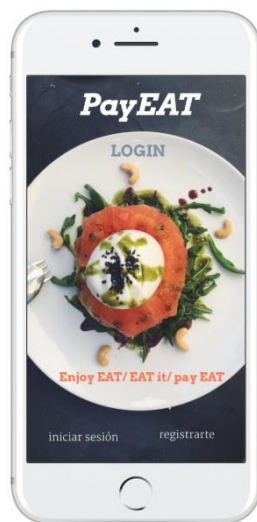 PayEAT
LOGIN
Enjoy EAT/ EAT it/ pay EAT
iniciar sesión
registrarte